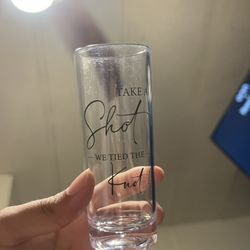 TAKE A
Shot
WE TIED THE
Knot